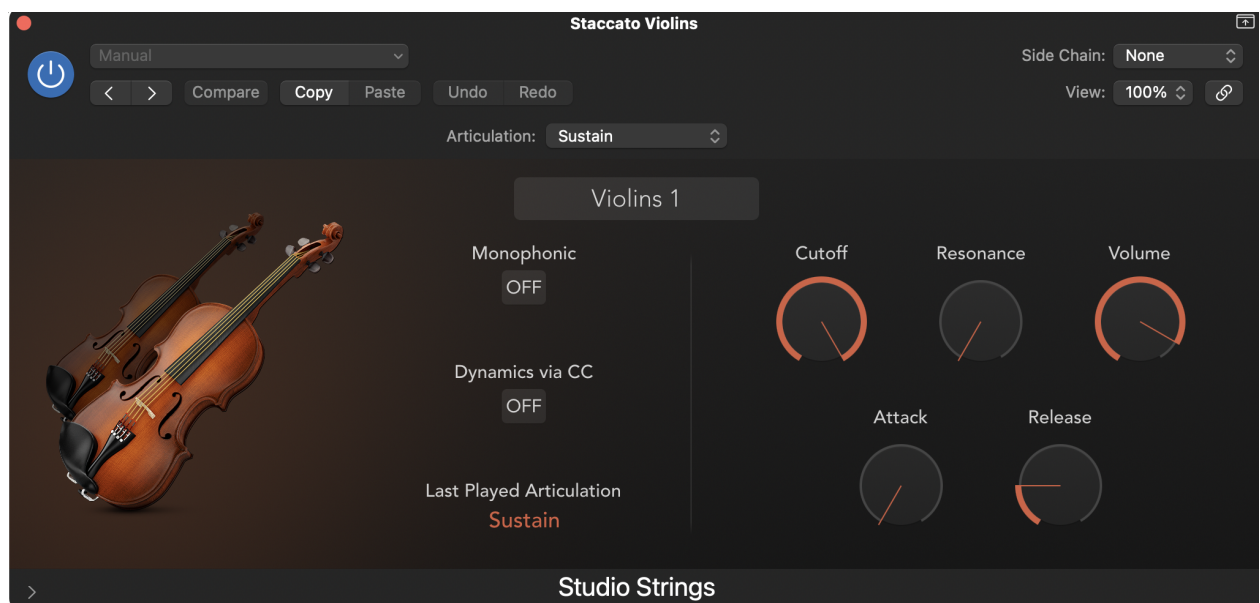 Staccato Violins
Manual
Side Chain: None
Compare Copy Paste Undo Redo
View: 100%
Articulation: Sustain
Violins 1
Monophonic
OFF
Cutoff Resonance Volume
Dynamics via CC
OFF
Attack Release
Last Played Articulation
Sustain
Studio Strings